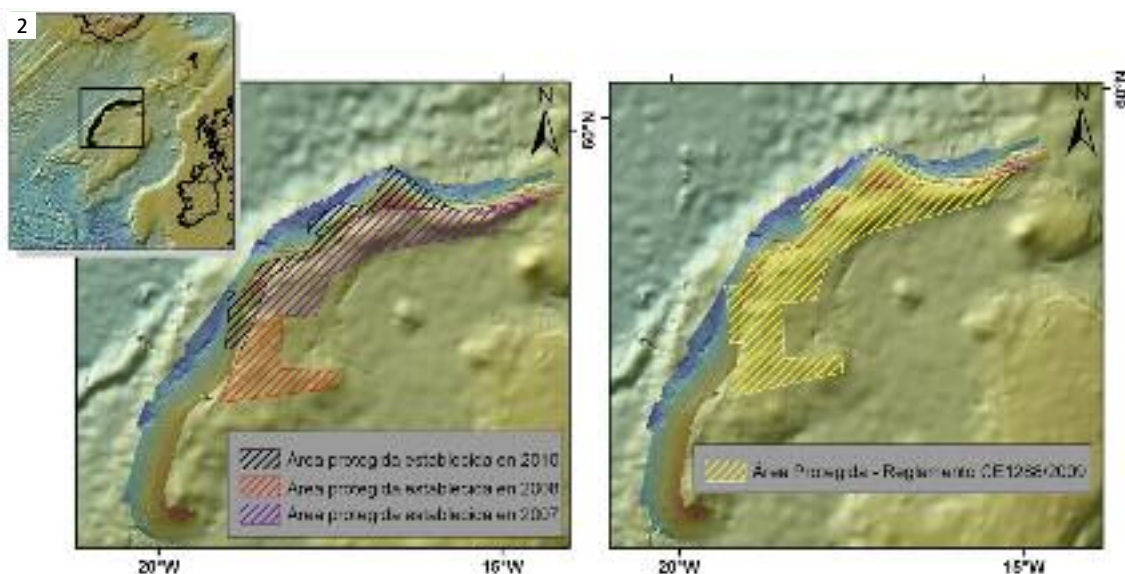 2
N
60°N
Área protegida establecida en 2010
Área protegida establecida en 2008
Área protegida establecida en 2007
20°W
15°W
N
60°N
Área Protegida - Reglamento CE1288/2009
20°W
15°W